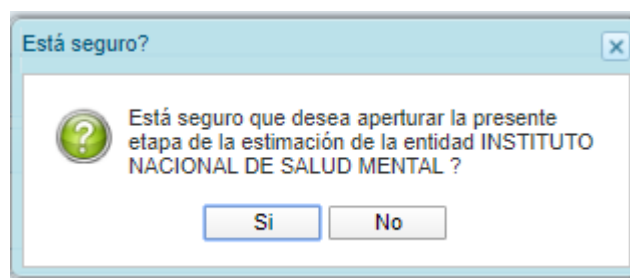 Está seguro?
Está seguro que desea aperturar la presente
etapa de la estimación de la entidad INSTITUTO
NACIONAL DE SALUD MENTAL ?
Si
No